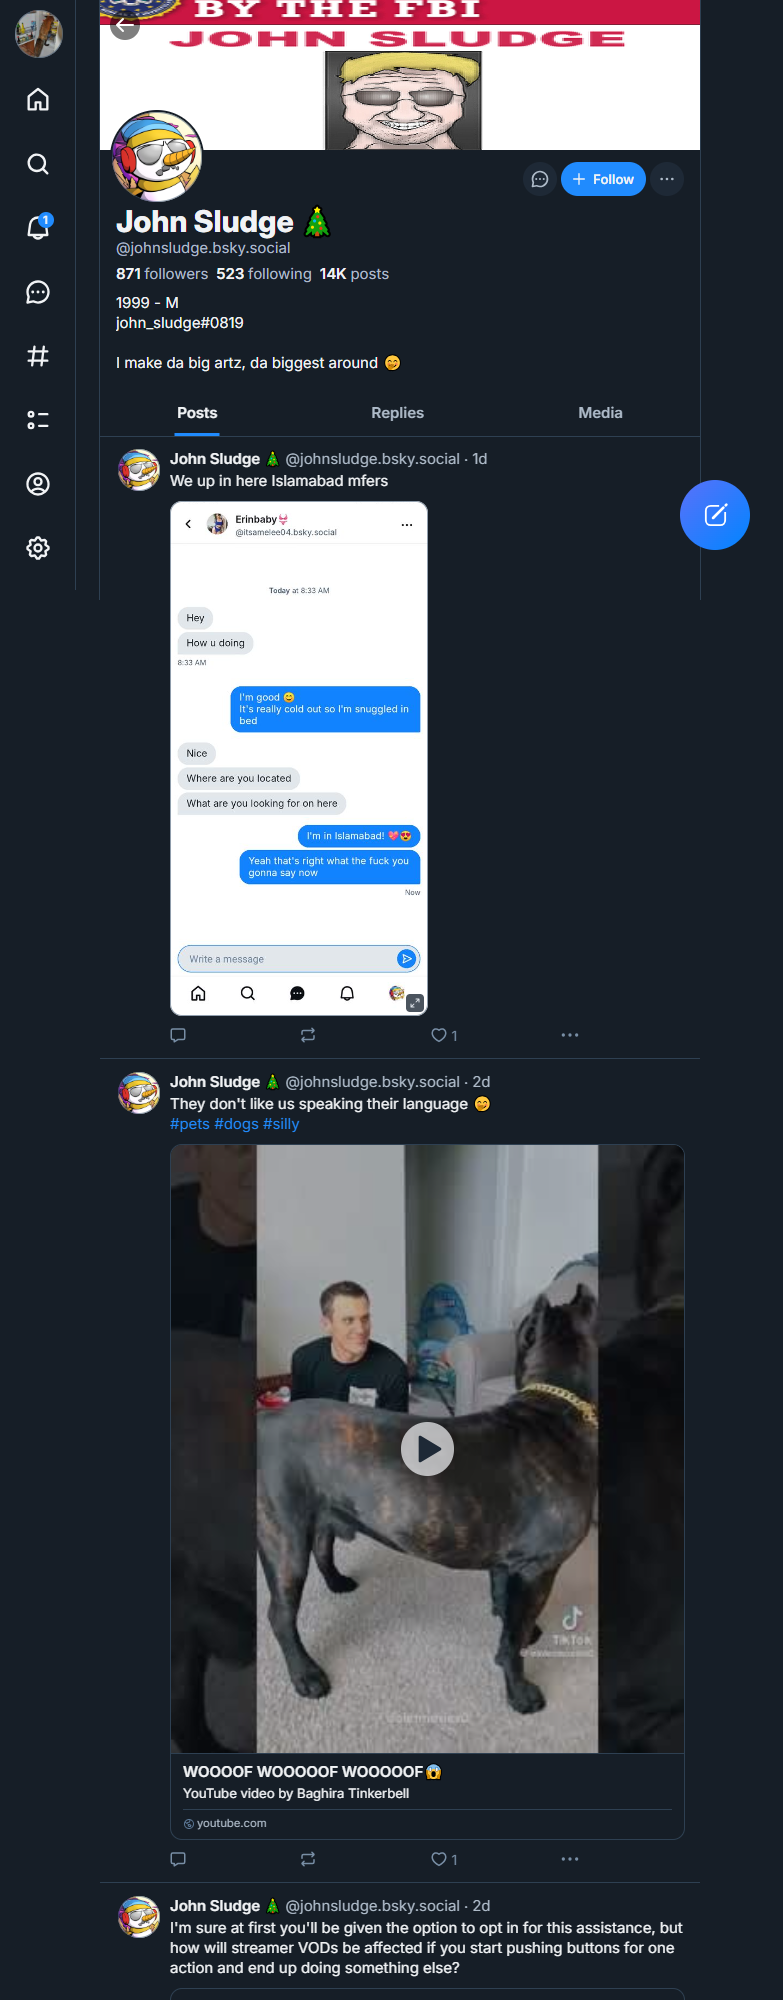 BY THE FBI
JOHN SLUDGE
Follow
John Sludge 🎄
@johnsludge.bsky.social
871 followers 523 following 14K posts
1
1999 - M
john_sludge#0819
I make da big artz, da biggest around 😁
Posts Replies Media
John Sludge 🎄 @johnsludge.bsky.social · 1d
We up in here Islamabad mfers
Erinbaby👙
@itsamelee04.bsky.social
Today at 8:33 AM
Hey
How u doing
8:33 AM
I'm good 😄
It's really cold out so I'm snuggled in
bed
Nice
Where are you located
What are you looking for on here
I'm in Islamabad! 💖😍
Yeah that's right what the fuck you
gonna say now
Now
Write a message
1
John Sludge 🎄 @johnsludge.bsky.social · 2d
They don't like us speaking their language 😁
#pets #dogs #silly
TikTok
WOOOOF WOOOOOF WOOOOOF😱
YouTube video by Baghira Tinkerbell
youtube.com
1
John Sludge 🎄 @johnsludge.bsky.social · 2d
I'm sure at first you'll be given the option to opt in for this assistance, but
how will streamer VODs be affected if you start pushing buttons for one
action and end up doing something else?